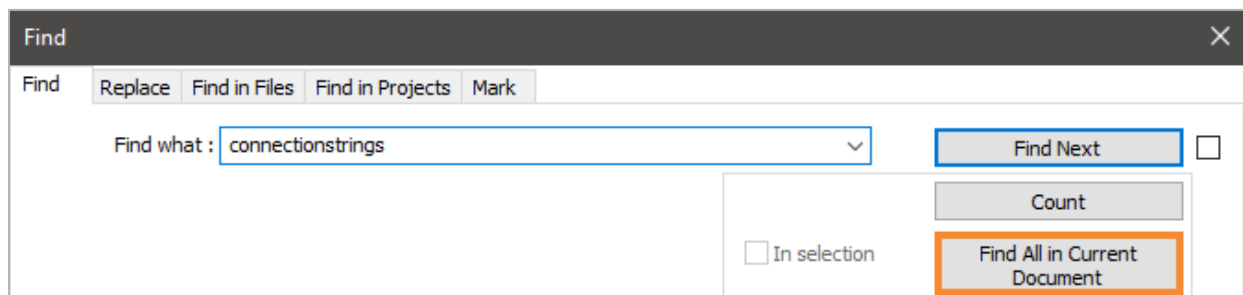 Find
Find Replace Find in Files Find in Projects Mark
Find what : connectionstrings Find Next
Count
In selection Find All in Current
Document